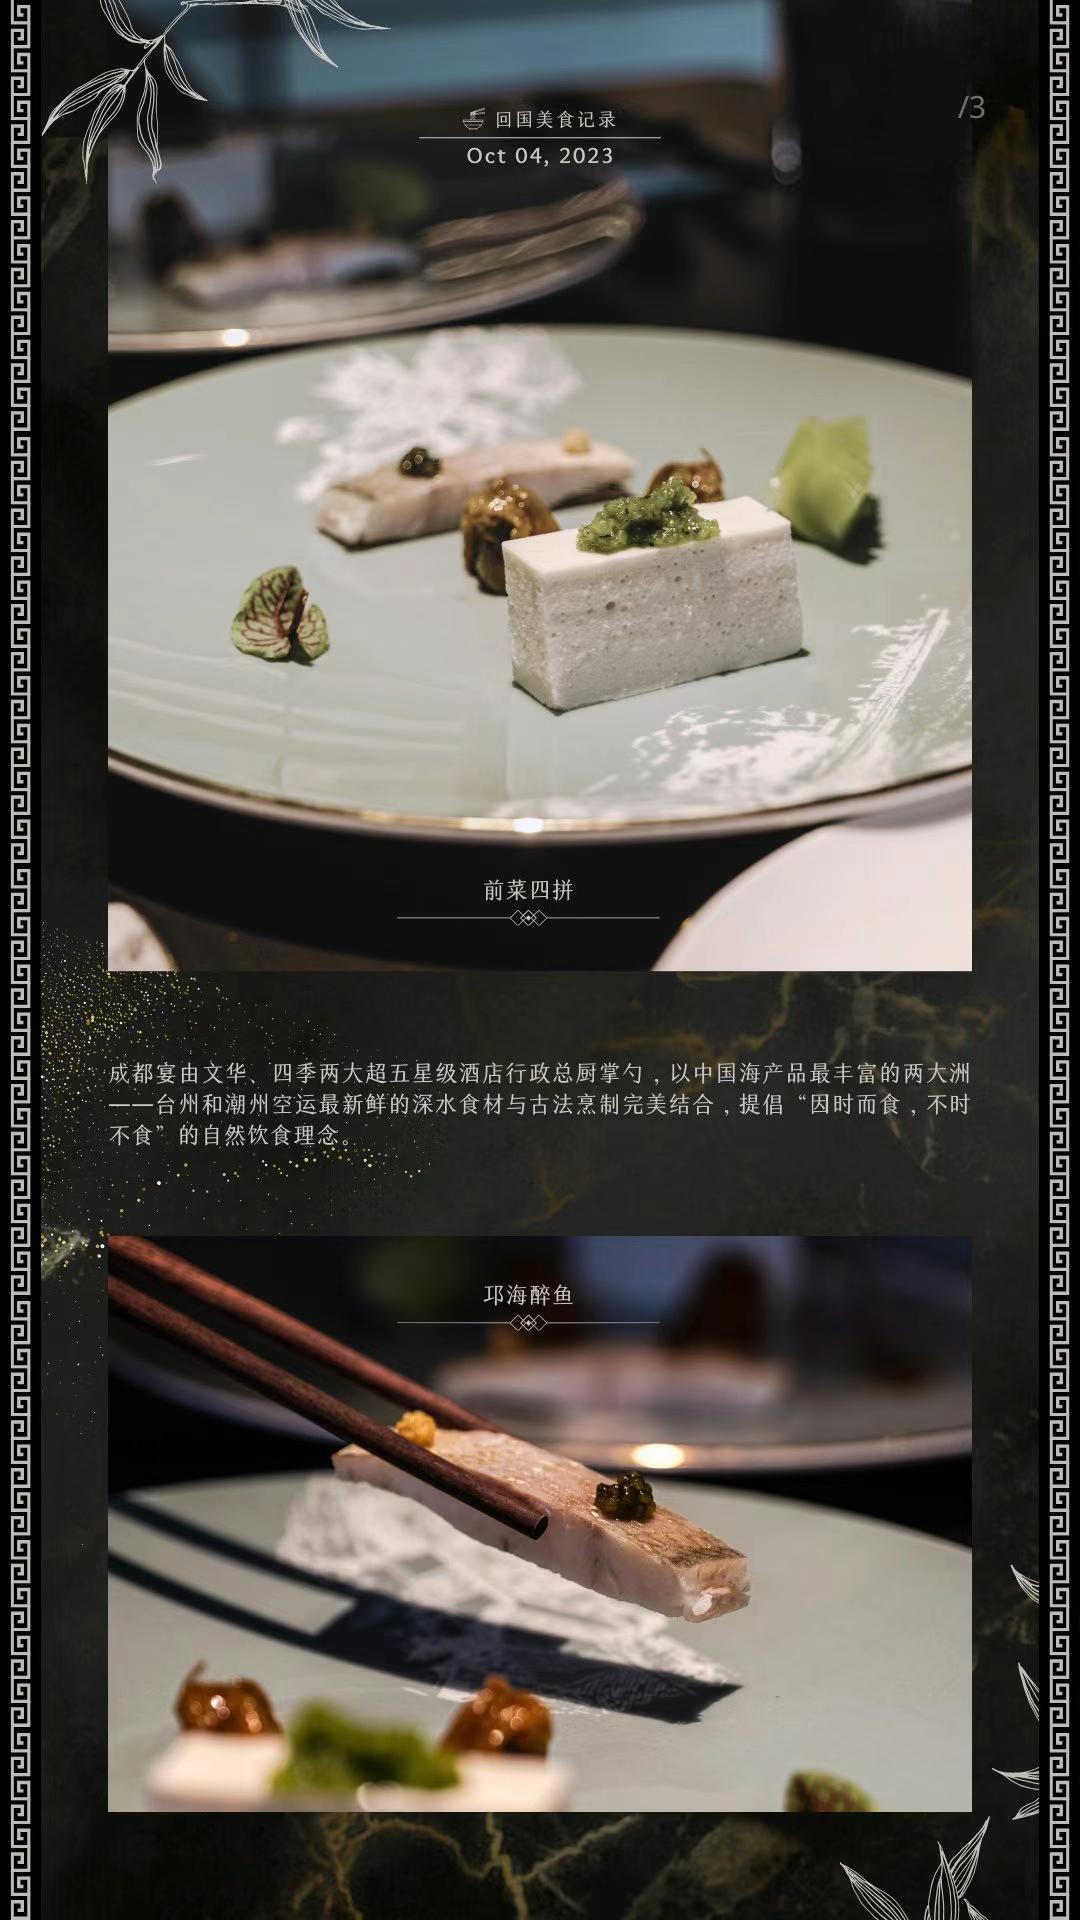 回国美食记录
/3
Oct 04, 2023
前菜四拼
成都宴由文华、四季两大超五星级酒店行政总厨掌勺，以中国海产品最丰富的两大洲
——台州和潮州空运最新鲜的深水食材与古法烹制完美结合，提倡“因时而食，不时
不食”的自然饮食理念。
邛海醉鱼